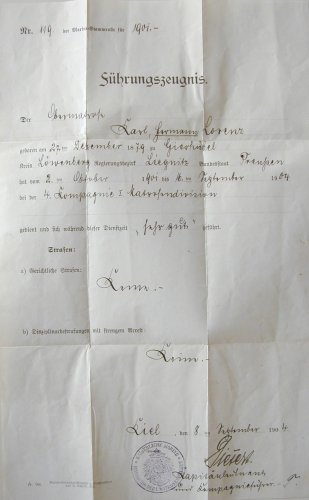 Nr. 119. der Marine-Stammrolle für 1901.-
Führungszeugnis.
Der Obermatrose
Karl, Hermann Lorenz
geboren am 22ten Dezember 1879 zu Giershübel
Kreis Löwenberg Regierungsbezirk Liegnitz Bundesstaat Preußen
hat vom 2. Oktober 1901 bis September 1904
bei der 4. Kompagnie I. Matrosendivision
gedient und sich während dieser Dienstzeit „sehr gut“ geführt.
Strafen:
a) Gerichtliche Strafen:
Keine.-
b) Disziplinarbestrafungen mit strengem Arrest:
Keine.-
Kiel, den 8. September 1904
Kapitänleutnant
und Kompagnieführer.